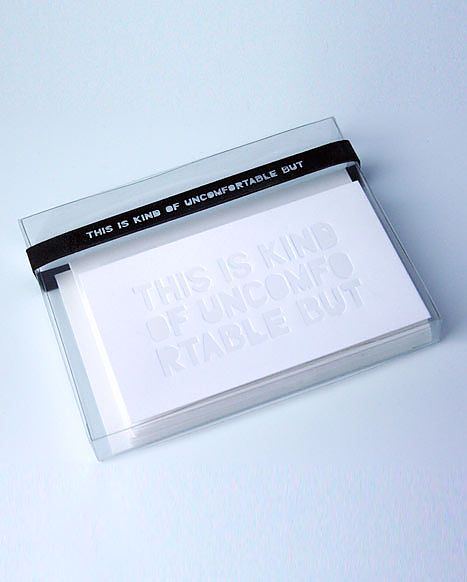 THIS IS KIND OF UNCOMFORTABLE BUT
THIS IS KIND
OF UNCOMFO
RTABLE BUT